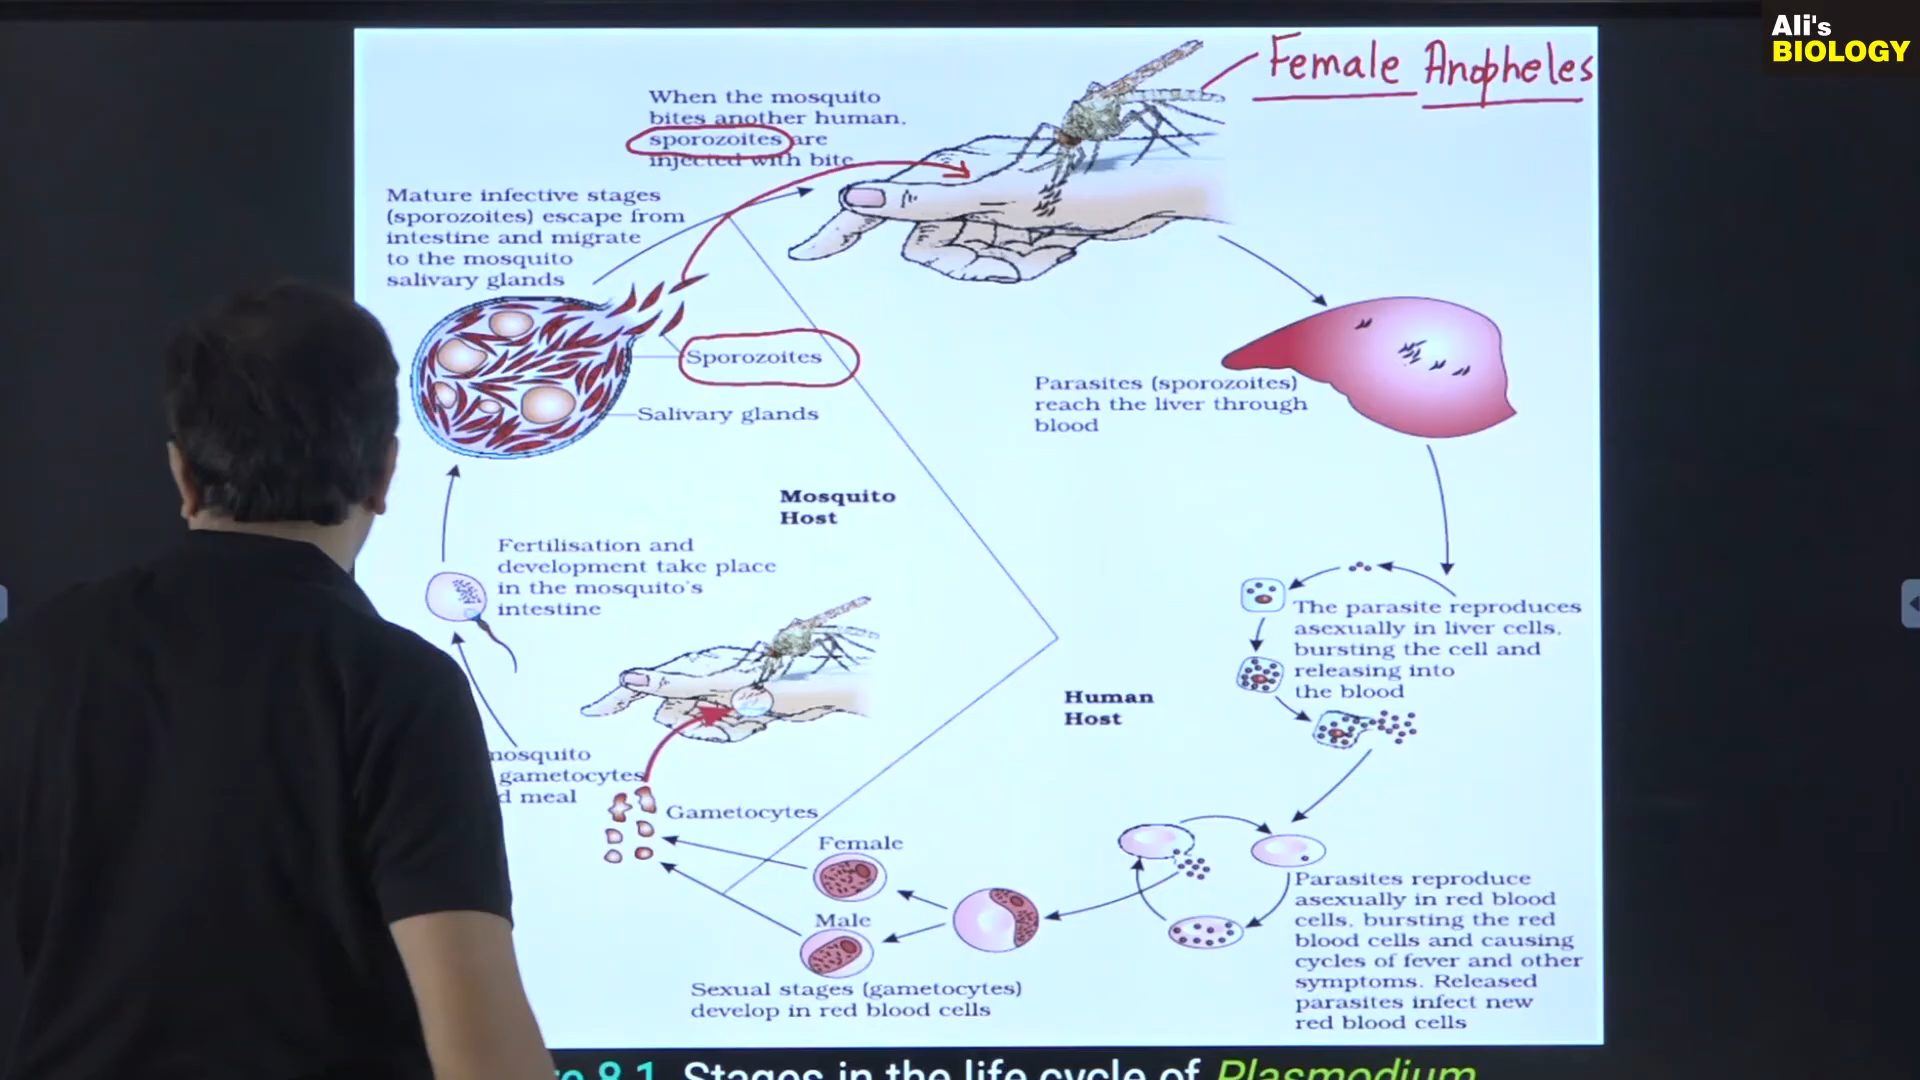 Ali's
BIOLOGY
Female Anopheles
When the mosquito
bites another human,
sporozoites are
injected with bite
Mature infective stages
(sporozoites) escape from
intestine and migrate
to the mosquito
salivary glands
Sporozoites
Salivary glands
Parasites (sporozoites)
reach the liver through
blood
Mosquito
Host
Fertilisation and
development take place
in the mosquito's
intestine
The parasite reproduces
asexually in liver cells,
bursting the cell and
releasing into
the blood
Human
Host
mosquito
gametocytes
meal
Gametocytes
Female
Male
Sexual stages (gametocytes)
develop in red blood cells
Parasites reproduce
asexually in red blood
cells, bursting the red
blood cells and causing
cycles of fever and other
symptoms. Released
parasites infect new
red blood cells
8.1 Stages in the life cycle of Plasmodium